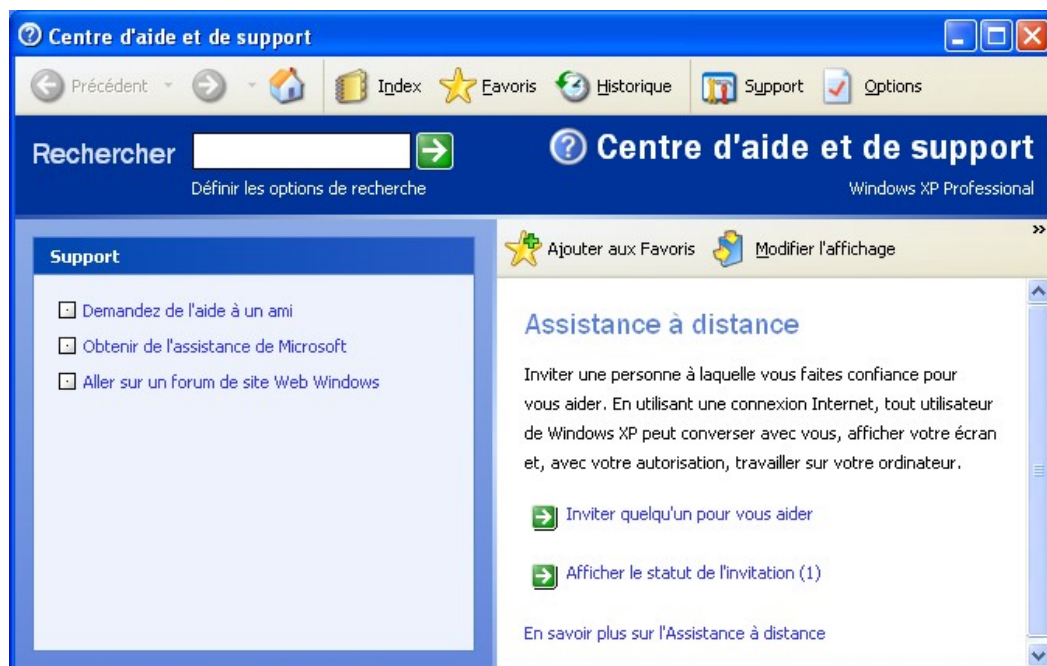 Centre d'aide et de support
Précédent Index Favoris Historique Support Options
Rechercher
Définir les options de recherche
Centre d'aide et de support
Windows XP Professional
Support
Demandez de l'aide à un ami
Obtenir de l'assistance de Microsoft
Aller sur un forum de site Web Windows
Ajouter aux Favoris Modifier l'affichage »
Assistance à distance
Inviter une personne à laquelle vous faites confiance pour
vous aider. En utilisant une connexion Internet, tout utilisateur
de Windows XP peut converser avec vous, afficher votre écran
et, avec votre autorisation, travailler sur votre ordinateur.
Inviter quelqu'un pour vous aider
Afficher le statut de l'invitation (1)
En savoir plus sur l'Assistance à distance